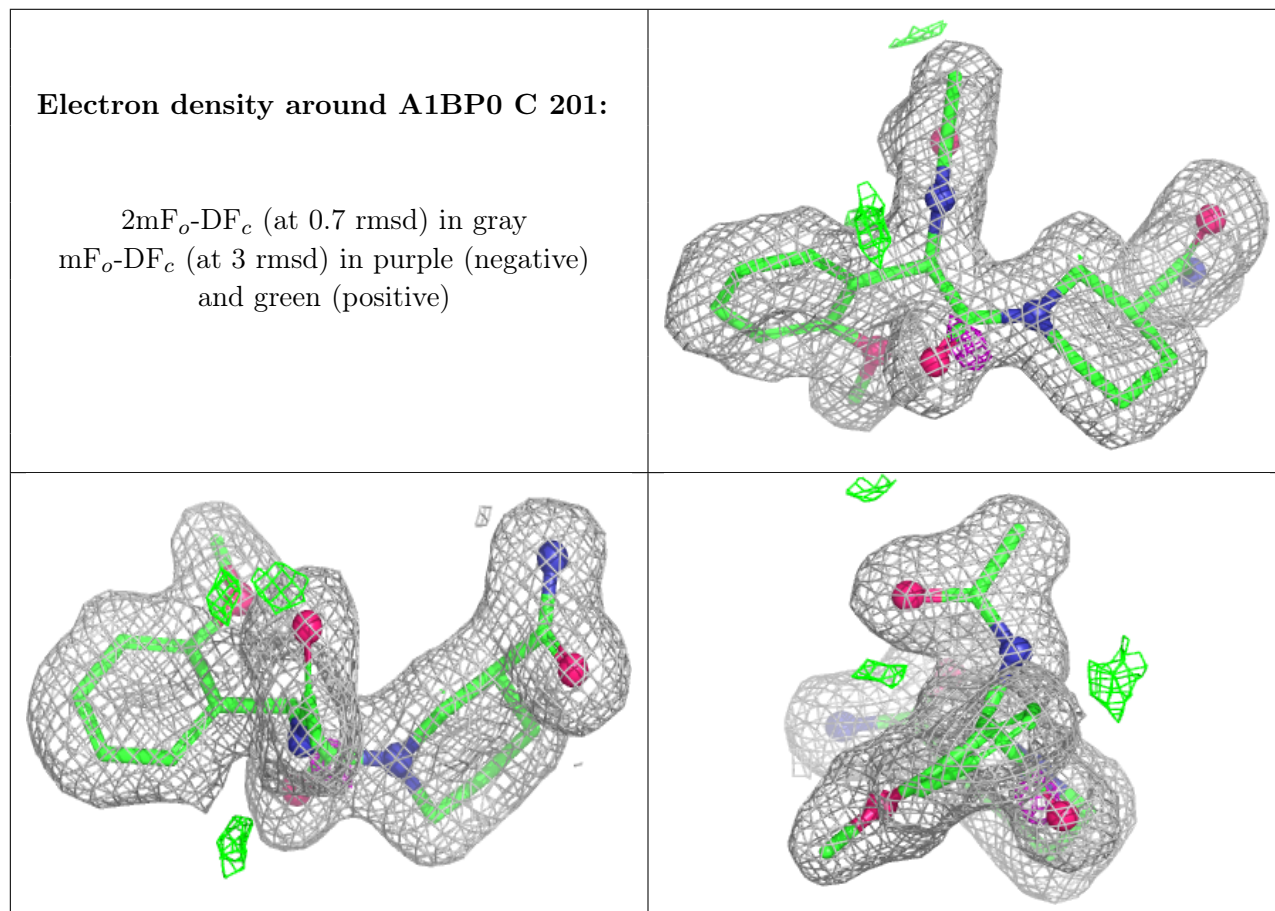 Electron density around A1BP0 C 201:
2mFo-DFc (at 0.7 rmsd) in gray
mFo-DFc (at 3 rmsd) in purple (negative)
and green (positive)